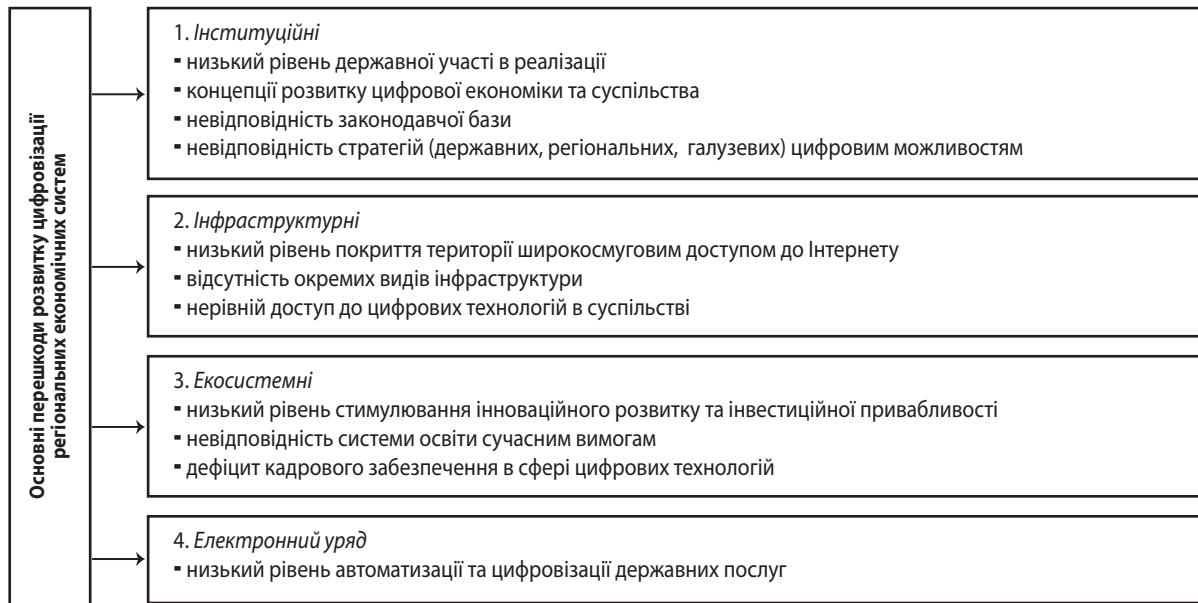 Основні перешкоди розвитку цифровізації
регіональних економічних систем
1. Інституційні
- низький рівень державної участі в реалізації
- концепції розвитку цифрової економіки та суспільства
- невідповідність законодавчої бази
- невідповідність стратегій (державних, регіональних, галузевих) цифровим можливостям
2. Інфраструктурні
- низький рівень покриття території широкосмуговим доступом до Інтернету
- відсутність окремих видів інфраструктури
- нерівній доступ до цифрових технологій в суспільстві
3. Екосистемні
- низький рівень стимулювання інноваційного розвитку та інвестиційної привабливості
- невідповідність системи освіти сучасним вимогам
- дефіцит кадрового забезпечення в сфері цифрових технологій
4. Електронний уряд
- низький рівень автоматизації та цифровізації державних послуг